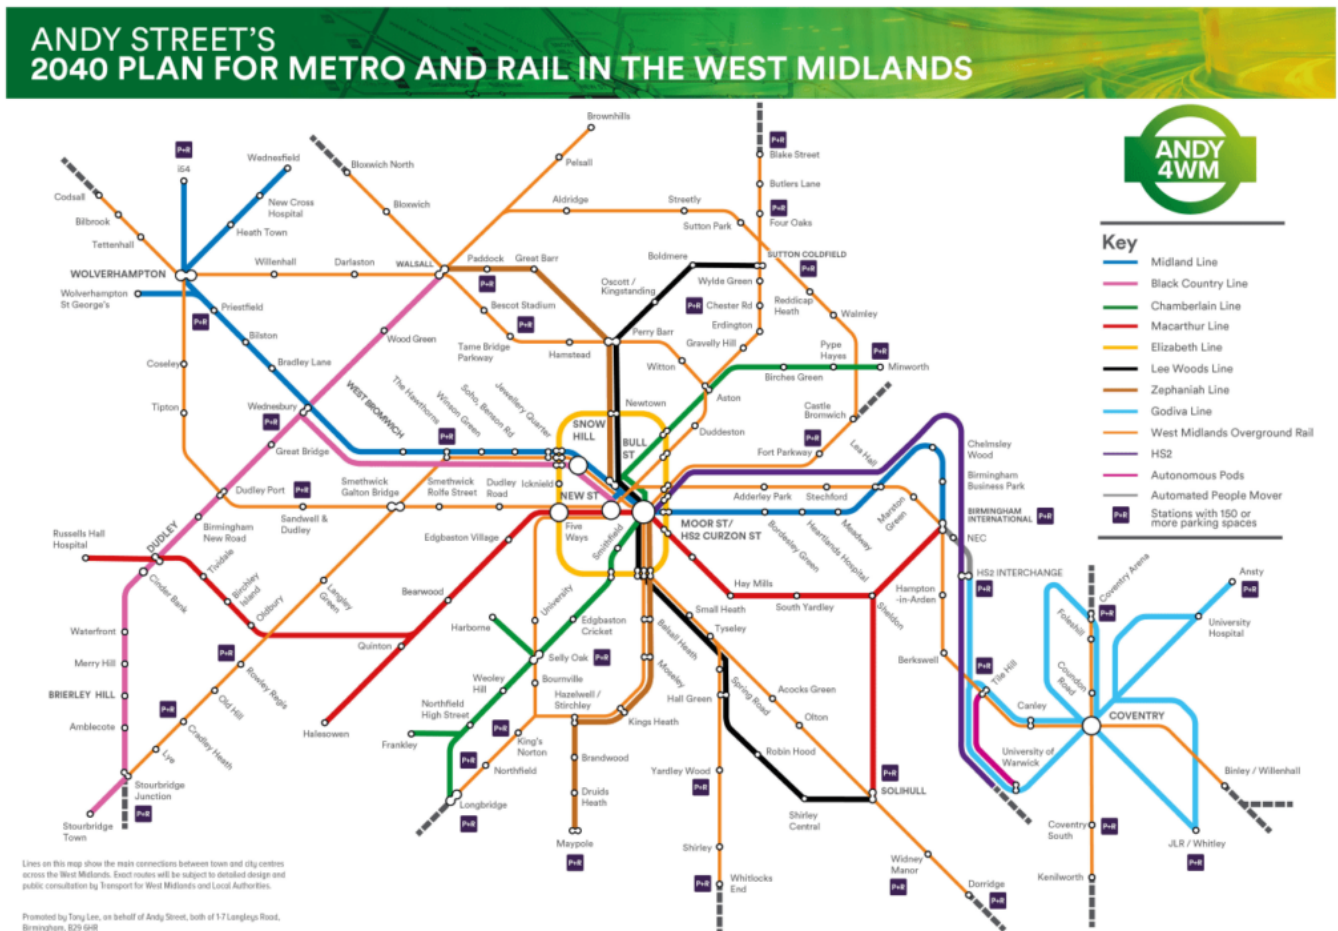 ANDY STREET'S
2040 PLAN FOR METRO AND RAIL IN THE WEST MIDLANDS
ANDY
4WM
Key
Midland Line
Black Country Line
Chamberlain Line
Macarthur Line
Elizabeth Line
Lee Woods Line
Zephaniah Line
Godiva Line
West Midlands Overground Rail
HS2
Autonomous Pods
Automated People Mover
P+R
Stations with 150 or
more parking spaces
Brownhills
Pelsall
P+R
i54
Wednesfield
New Cross
Hospital
Heath Town
Bloxwich North
Bloxwich
Codsall
Bilbrook
Tettenhall
WOLVERHAMPTON
Wolverhampton
St George's
P+R
Priestfield
Bilston
Bradley Lane
Willenhall
Darlaston
WALSALL
Aldridge
Streetly
Sutton Park
P+R
Blake Street
Butlers Lane
P+R
Four Oaks
SUTTON COLDFIELD
P+R
Paddock
P+R
Great Barr
Boldmere
Oscott /
Kingstanding
Wylde Green
P+R
Chester Rd
Erdington
Gravelly Hill
Reddicap
Heath
Walmley
Bescot Stadium
P+R
Tame Bridge
Parkway
Hamstead
Perry Barr
Witton
Pype
Hayes
P+R
Minworth
Birches Green
Aston
Wood Green
Coseley
Tipton
Wednesbury
P+R
WEST BROMWICH
The Hawthorns
P+R
Winson Green
Soho, Benson Rd
Jewellery Quarter
Newtown
SNOW
HILL
BULL
ST
Duddeston
Castle
Bromwich
P+R
Fort Parkway
Lea Hall
Chelmsley
Wood
Birmingham
Business Park
Great Bridge
Dudley Port
P+R
Sandwell &
Dudley
Smethwick
Galton Bridge
Smethwick
Rolfe Street
Dudley
Road
Icknield
NEW ST
Five
Ways
Smithfield
Adderley Park
Stechford
Marston
Green
BIRMINGHAM
INTERNATIONAL
P+R
NEC
MOOR ST/
HS2 CURZON ST
Bordesley Green
Heartlands Hospital
Meadway
Russells Hall
Hospital
DUDLEY
Birmingham
New Road
Tividale
Birchley
Island
Oldbury
Langley
Green
Edgbaston Village
Bearwood
Cinder Bank
Waterfront
Merry Hill
BRIERLEY HILL
Amblecote
Quinton
Halesowen
P+R
Rowley Regis
Old Hill
P+R
Cradley Heath
Lye
Stourbridge
Junction
P+R
Stourbridge
Town
University
Harborne
Edgbaston
Cricket
Selly Oak
P+R
Weoley
Hill
Bournville
Northfield
High Street
Frankley
P+R
King's
Norton
P+R
Northfield
Longbridge
P+R
Hazelwell /
Stirchley
Kings Heath
Brandwood
Druids
Heath
Maypole
P+R
Balsall Heath
Moseley
Hay Mills
South Yardley
Sheldon
Small Heath
Tyseley
Hall Green
Spring Road
Acocks Green
Olton
Robin Hood
Yardley Wood
P+R
Shirley
Central
Shirley
P+R
Whitlocks
End
P+R
SOLIHULL
Widney
Manor
P+R
Dorridge
P+R
HS2 INTERCHANGE
P+R
Hampton
-in-Arden
Berkswell
P+R
Tile Hill
Canley
University of
Warwick
Coventry Arena
P+R
Foleshill
Coundon
Road
COVENTRY
Ansty
P+R
University
Hospital
Binley / Willenhall
JLR / Whitley
P+R
Coventry
South
P+R
Kenilworth
Lines on this map show the main connections between town and city centres
across the West Midlands. Exact routes will be subject to detailed design and
public consultation by Transport for West Midlands and Local Authorities.
Promoted by Tony Lee, on behalf of Andy Street, both of 1-7 Langleys Road,
Birmingham, B29 6HR